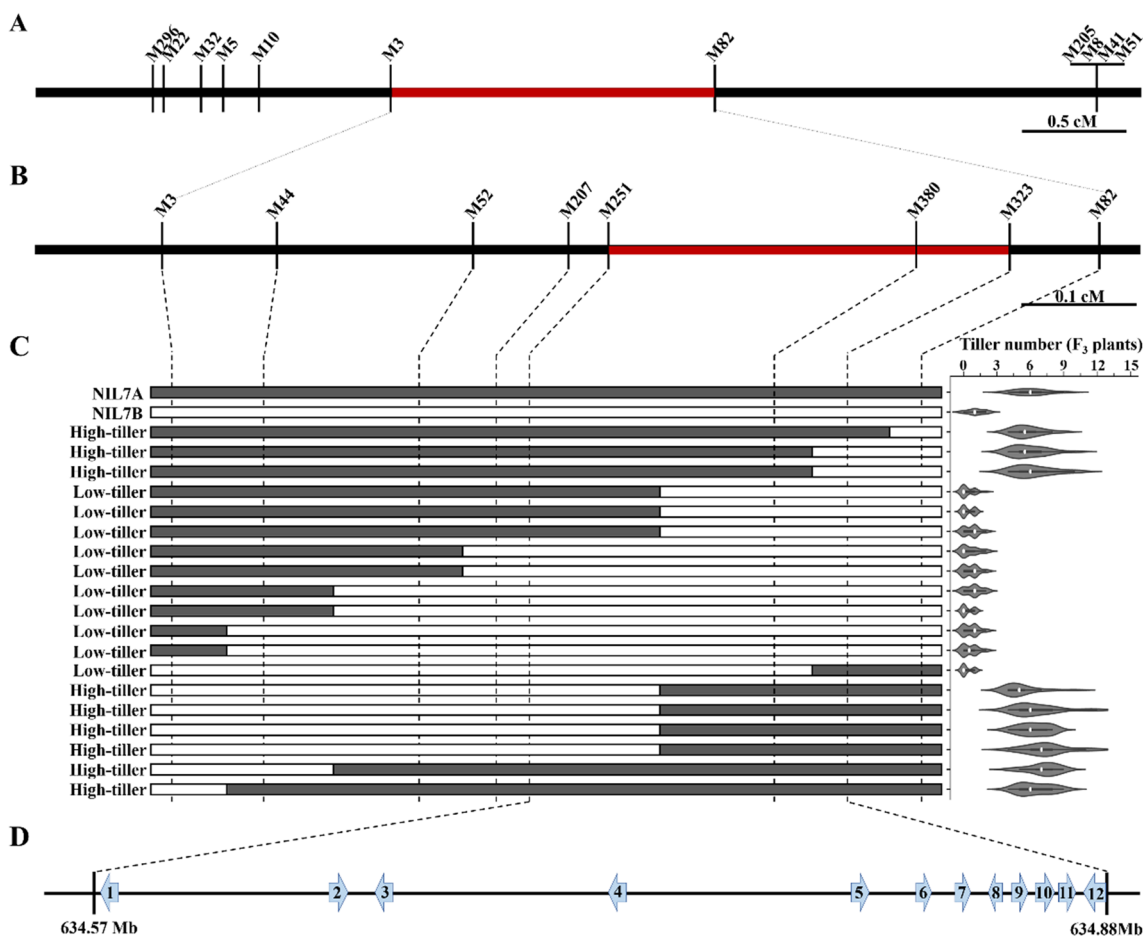 A
M296 M22 M32 M5 M10 M3 M82 M205 M8 M41 M51
0.5 cM
B
M3 M44 M52 M207 M251 M380 M323 M82
0.1 cM
C
Tiller number (F3 plants)
0 3 6 9 12 15
NIL7A
NIL7B
High-tiller
High-tiller
High-tiller
Low-tiller
Low-tiller
Low-tiller
Low-tiller
Low-tiller
Low-tiller
Low-tiller
Low-tiller
Low-tiller
Low-tiller
High-tiller
High-tiller
High-tiller
High-tiller
High-tiller
High-tiller
D
1 2 3 4 5 6 7 8 9 10 11 12
634.57 Mb 634.88Mb